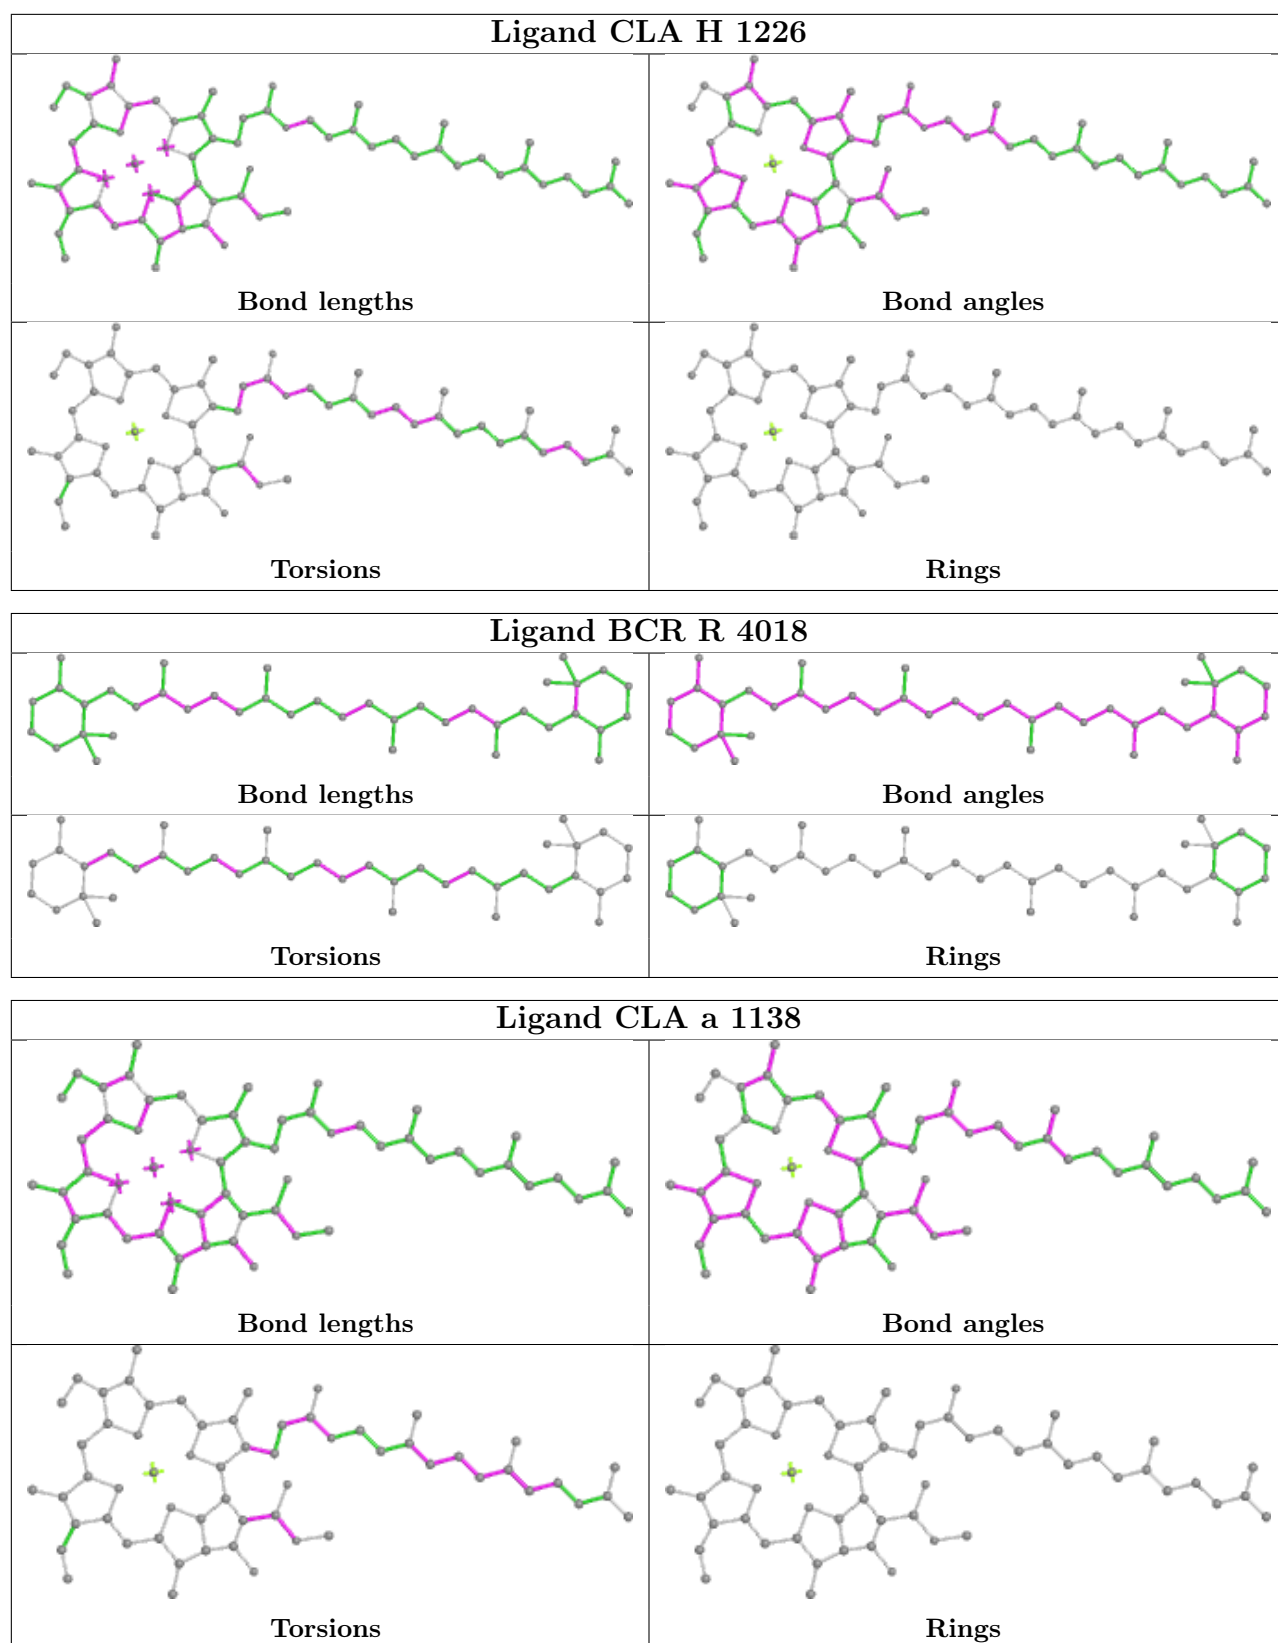 Ligand CLA H 1226
Bond lengths
Bond angles
Torsions
Rings
Ligand BCR R 4018
Bond lengths
Bond angles
Torsions
Rings
Ligand CLA a 1138
Bond lengths
Bond angles
Torsions
Rings